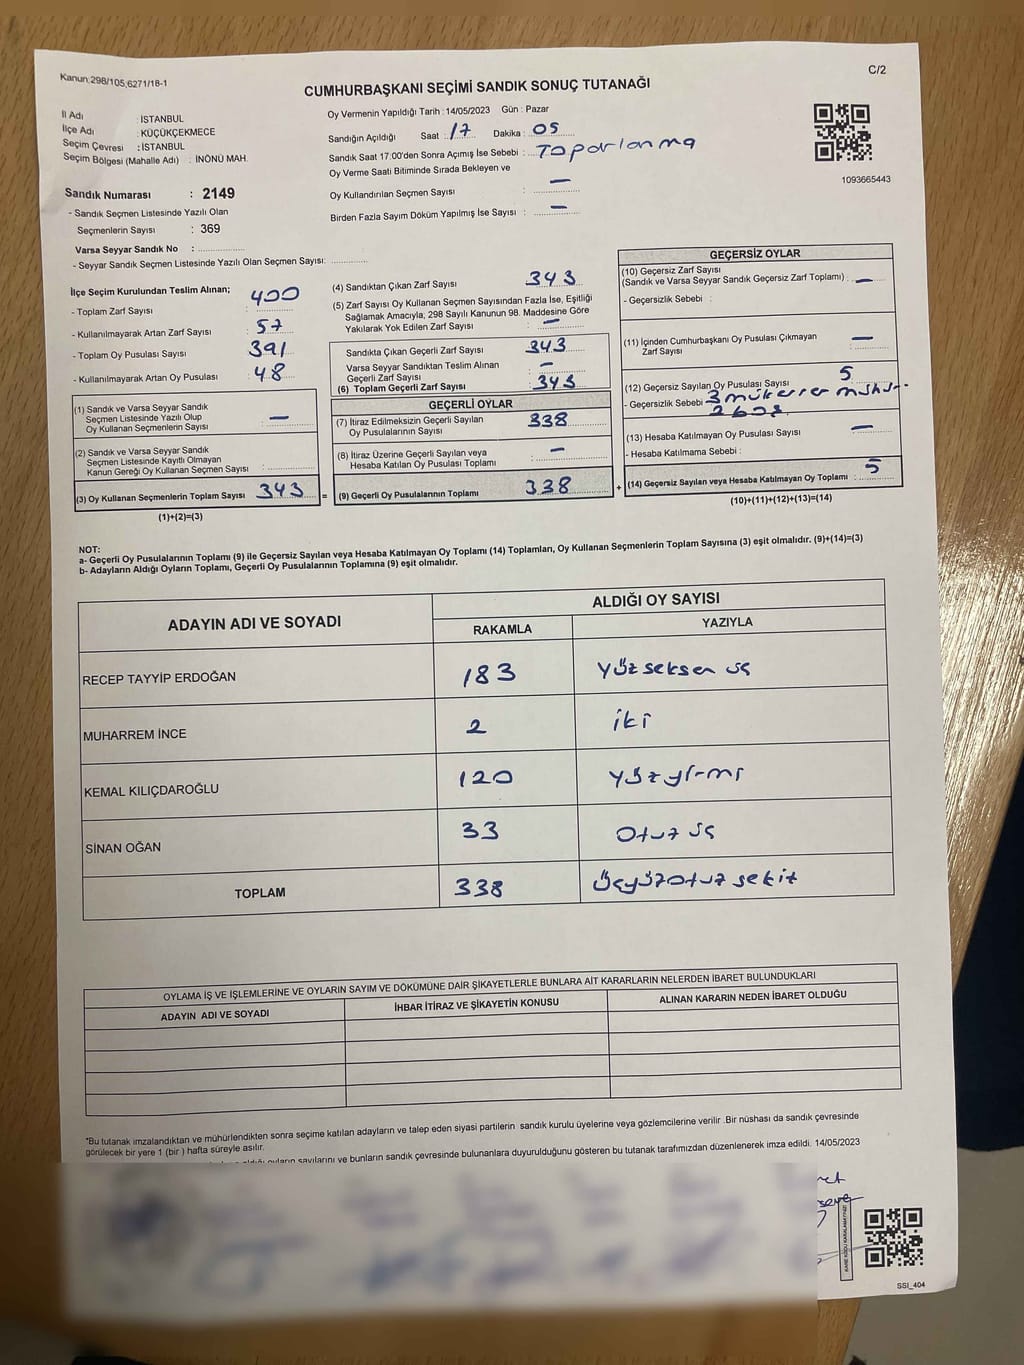 Kanun:298/105,6271/18-1
C/2
CUMHURBAŞKANI SEÇİMİ SANDIK SONUÇ TUTANAĞI
İl Adı : İSTANBUL
İlçe Adı : KÜÇÜKÇEKMECE
Seçim Çevresi : İSTANBUL
Seçim Bölgesi (Mahalle Adı) : İNÖNÜ MAH.
Oy Vermenin Yapıldığı Tarih : 14/05/2023 Gün : Pazar
Sandığın Açıldığı Saat : 17 Dakika : 05
Sandık Saat 17:00'den Sonra Açımış İse Sebebi : Toparlanma
Oy Verme Saati Bitiminde Sırada Bekleyen ve
Oy Kullandırılan Seçmen Sayısı : —
Birden Fazla Sayım Döküm Yapılmış İse Sayısı : —
1093665443
Sandık Numarası : 2149
- Sandık Seçmen Listesinde Yazılı Olan
Seçmenlerin Sayısı : 369
Varsa Seyyar Sandık No :
- Seyyar Sandık Seçmen Listesinde Yazılı Olan Seçmen Sayısı:
İlçe Seçim Kurulundan Teslim Alınan;
- Toplam Zarf Sayısı : 400
- Kullanılmayarak Artan Zarf Sayısı : 57
- Toplam Oy Pusulası Sayısı : 391
- Kullanılmayarak Artan Oy Pusulası : 48
(1) Sandık ve Varsa Seyyar Sandık
Seçmen Listesinde Yazılı Olup
Oy Kullanan Seçmenlerin Sayısı : —
(2) Sandık ve Varsa Seyyar Sandık
Seçmen Listesinde Kayıtlı Olmayan
Kanun Gereği Oy Kullanan Seçmen Sayısı :
(3) Oy Kullanan Seçmenlerin Toplam Sayısı 343 =
(1)+(2)=(3)
(4) Sandıktan Çıkan Zarf Sayısı : 343
(5) Zarf Sayısı Oy Kullanan Seçmen Sayısından Fazla İse, Eşitliği
Sağlamak Amacıyla, 298 Sayılı Kanunun 98. Maddesine Göre
Yakılarak Yok Edilen Zarf Sayısı : —
Sandıkta Çıkan Geçerli Zarf Sayısı : 343
Varsa Seyyar Sandıktan Teslim Alınan
Geçerli Zarf Sayısı : —
(6) Toplam Geçerli Zarf Sayısı : 343
GEÇERLİ OYLAR
(7) İtiraz Edilmeksizin Geçerli Sayılan
Oy Pusulalarının Sayısı : 338
(8) İtiraz Üzerine Geçerli Sayılan veya
Hesaba Katılan Oy Pusulası Toplamı : —
(9) Geçerli Oy Pusulalarının Toplamı 338 +
GEÇERSİZ OYLAR
(10) Geçersiz Zarf Sayısı
(Sandık ve Varsa Seyyar Sandık Geçersiz Zarf Toplamı) : —
- Geçersizlik Sebebi :
(11) İçinden Cumhurbaşkanı Oy Pusulası Çıkmayan
Zarf Sayısı : —
(12) Geçersiz Sayılan Oy Pusulası Sayısı : 5
- Geçersizlik Sebebi 3 mükerrer mühür
(13) Hesaba Katılmayan Oy Pusulası Sayısı : —
- Hesaba Katılmama Sebebi :
(14) Geçersiz Sayılan veya Hesaba Katılmayan Oy Toplamı : 5
(10)+(11)+(12)+(13)=(14)
NOT:
a- Geçerli Oy Pusulalarının Toplamı (9) ile Geçersiz Sayılan veya Hesaba Katılmayan Oy Toplamı (14) Toplamları, Oy Kullanan Seçmenlerin Toplam Sayısına (3) eşit olmalıdır. (9)+(14)=(3)
b- Adayların Aldığı Oyların Toplamı, Geçerli Oy Pusulalarının Toplamına (9) eşit olmalıdır.
ADAYIN ADI VE SOYADI ALDIĞI OY SAYISI
RAKAMLA YAZIYLA
RECEP TAYYİP ERDOĞAN 183 Yüz seksen üç
MUHARREM İNCE 2 iki
KEMAL KILIÇDAROĞLU 120 Yüz yirmi
SİNAN OĞAN 33 Otuz üç
TOPLAM 338 Üçyüzotuz sekiz
OYLAMA İŞ VE İŞLEMLERİNE VE OYLARIN SAYIM VE DÖKÜMÜNE DAİR ŞİKAYETLERLE BUNLARA AİT KARARLARIN NELERDEN İBARET BULUNDUKLARI
ADAYIN ADI VE SOYADI İHBAR İTİRAZ VE ŞİKAYETİN KONUSU ALINAN KARARIN NEDEN İBARET OLDUĞU
*Bu tutanak imzalandıktan ve mühürlendikten sonra seçime katılan adayların ve talep eden siyasi partilerin sandık kurulu üyelerine veya gözlemcilerine verilir .Bir nüshası da sandık çevresinde
görülecek bir yere 1 (bir ) hafta süreyle asılır.
oyların sayılarını ve bunların sandık çevresinde bulunanlara duyurulduğunu gösteren bu tutanak tarafımızdan düzenlenerek imza edildi. 14/05/2023
SSİ_404